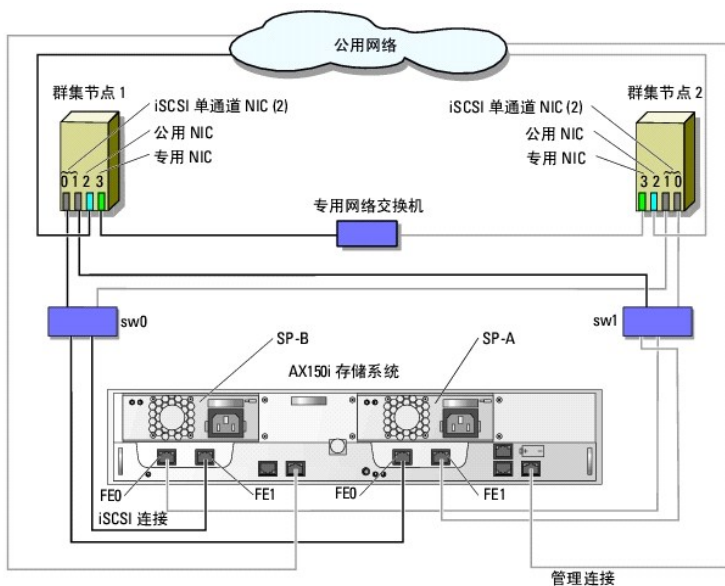 公用网络
群集节点 1
群集节点 2
iSCSI 单通道 NIC (2)
公用 NIC
专用 NIC
iSCSI 单通道 NIC (2)
公用 NIC
专用 NIC
0 1 2 3
3 2 1 0
专用网络交换机
sw0
sw1
SP-B
SP-A
AX150i 存储系统
FE0
FE1
FE0
FE1
iSCSI 连接
管理连接